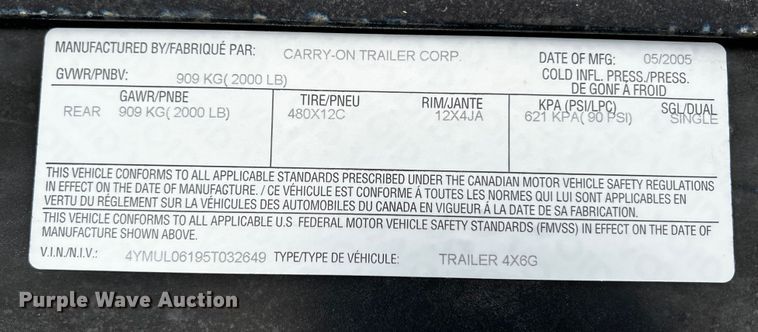 MANUFACTURED BY/FABRIQUÉ PAR: CARRY-ON TRAILER CORP. DATE OF MFG: 05/2005
GVWR/PNBV: 909 KG( 2000 LB) COLD INFL. PRESS./PRESS.
DE GONF À FROID
GAWR/PNBE TIRE/PNEU RIM/JANTE KPA (PSI/LPC) SGL/DUAL
REAR 909 KG( 2000 LB) 480X12C 12X4JA 621 KPA( 90 PSI) SINGLE
THIS VEHICLE CONFORMS TO ALL APPLICABLE STANDARDS PRESCRIBED UNDER THE CANADIAN MOTOR VEHICLE SAFETY REGULATIONS
IN EFFECT ON THE DATE OF MANUFACTURE. / CE VÉHICULE EST CONFORME À TOUTES LES NORMES QUI LUI SONT APPLICABLES EN
VERTU DU RÉGLEMENT SUR LA VÉHICULES DES AUTOMOBILES DU CANADA EN VIGUEUR À LA DATE DE SA FABRICATION.
THIS VEHICLE CONFORMS TO ALL APPLICABLE U.S FEDERAL MOTOR VEHICLE SAFETY STANDARDS (FMVSS) IN EFFECT ON THE DATE OF
MANUFACTURE SHOWN ABOVE.
V.I.N./N.I.V.: 4YMUL06195T032649 TYPE/TYPE DE VÉHICULE: TRAILER 4X6G
Purple Wave Auction